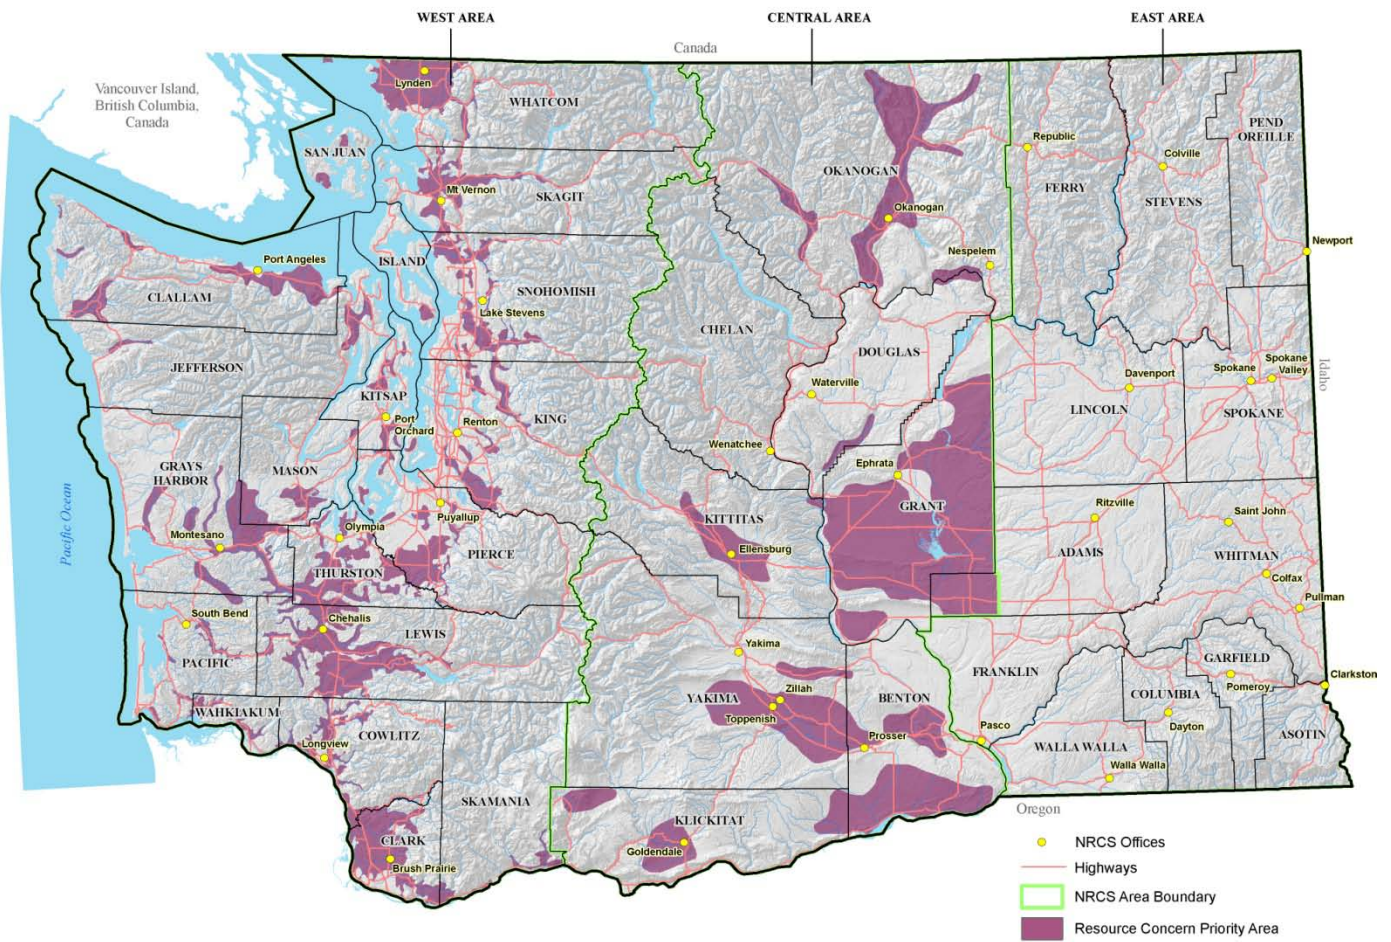 WEST AREA
CENTRAL AREA
EAST AREA
Canada
Vancouver Island,
British Columbia,
Canada
Lynden
WHATCOM
SAN JUAN
PEND
OREILLE
Republic
Colville
OKANOGAN
FERRY
STEVENS
Mt Vernon
SKAGIT
Okanogan
Newport
Nespelem
Port Angeles
ISLAND
CLALLAM
SNOHOMISH
Lake Stevens
CHELAN
DOUGLAS
JEFFERSON
Waterville
Davenport
Spokane
Spokane
Valley
Idaho
KITSAP
Port
Orchard
Renton
KING
LINCOLN
SPOKANE
Wenatchee
Ephrata
MASON
GRAYS
HARBOR
Pacific Ocean
Puyallup
KITTITAS
GRANT
Ritzville
Saint John
Olympia
Montesano
Ellensburg
PIERCE
ADAMS
WHITMAN
THURSTON
Colfax
Pullman
South Bend
Chehalis
LEWIS
Yakima
PACIFIC
FRANKLIN
GARFIELD
Clarkston
Pomeroy
YAKIMA
Zillah
Toppenish
BENTON
COLUMBIA
Dayton
WAHKIAKUM
COWLITZ
Longview
Prosser
Pasco
WALLA WALLA
ASOTIN
Walla Walla
SKAMANIA
KLICKITAT
Oregon
CLARK
Brush Prairie
Goldendale
NRCS Offices
Highways
NRCS Area Boundary
Resource Concern Priority Area